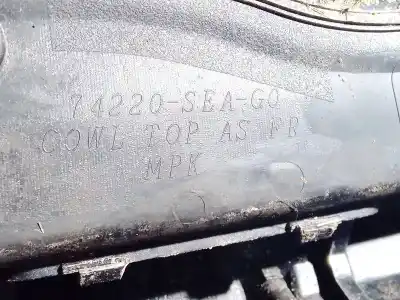 74220-SEA-G0
COWL TOP AS FR
MPK